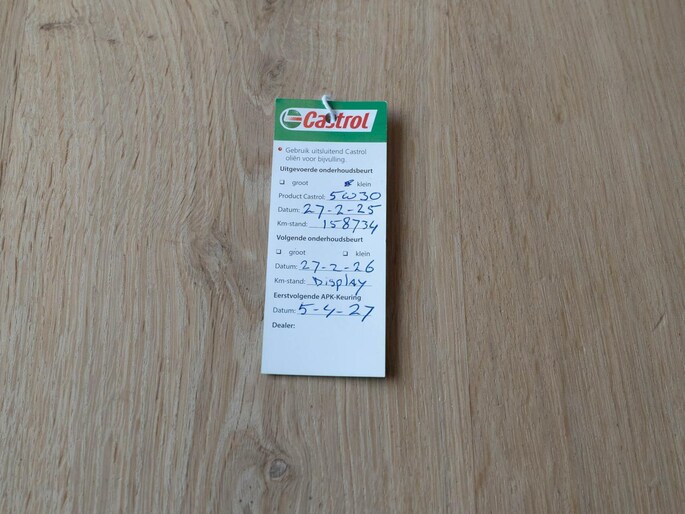 Castrol
Gebruik uitsluitend Castrol
oliën voor bijvulling.
Uitgevoerde onderhoudsbeurt
groot klein
Product Castrol: 5W30
Datum: 27-2-25
Km-stand: 158734
Volgende onderhoudsbeurt
groot klein
Datum: 27-2-26
Km-stand: Display
Eerstvolgende APK-Keuring
Datum: 5-4-27
Dealer: